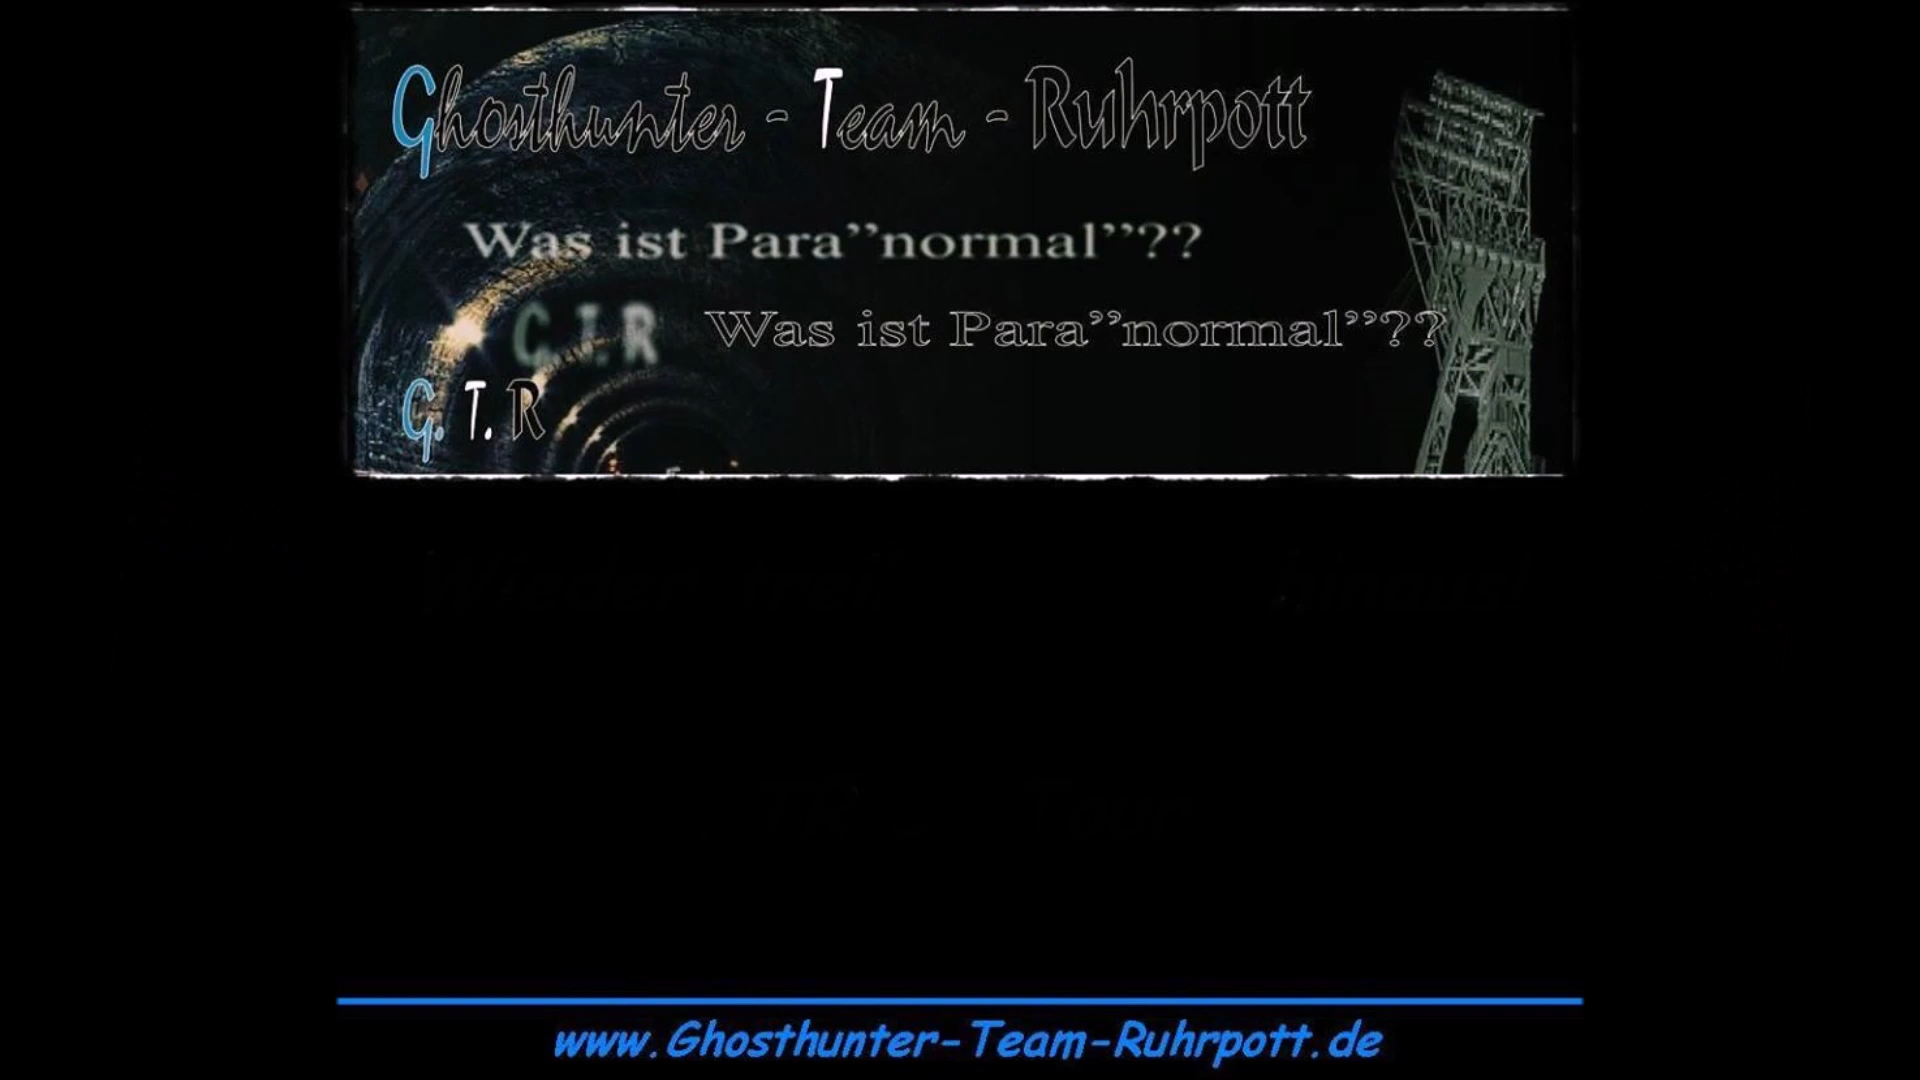 Ghosthunter - Team - Ruhrpott
Was ist Para”normal”??
G.T.R
Was ist Para”normal”??
G. T. R
www.Ghosthunter-Team-Ruhrpott.de